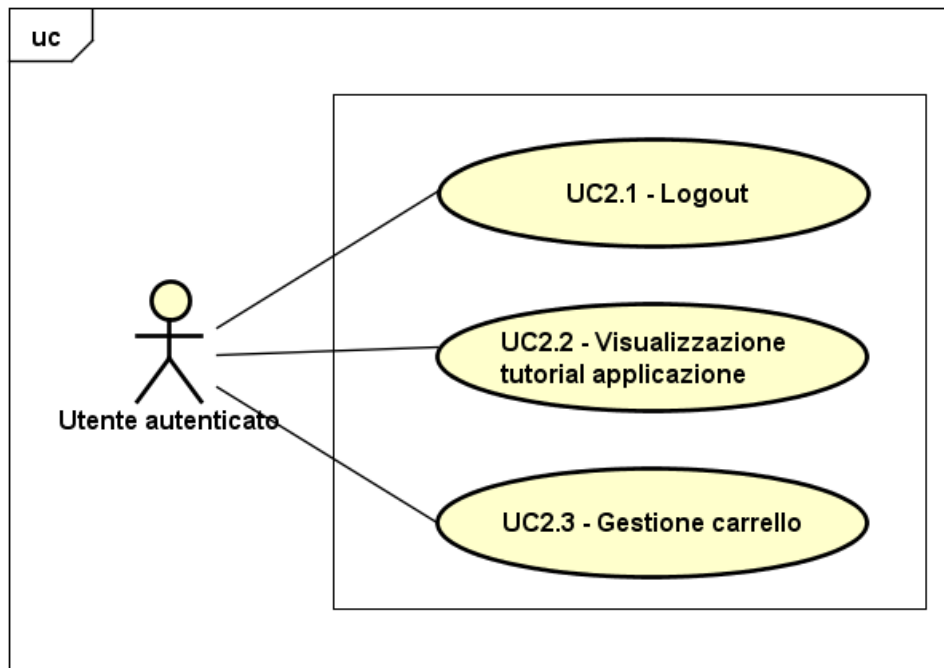 uc
UC2.1 - Logout
UC2.2 - Visualizzazione
tutorial applicazione
Utente autenticato
UC2.3 - Gestione carrello